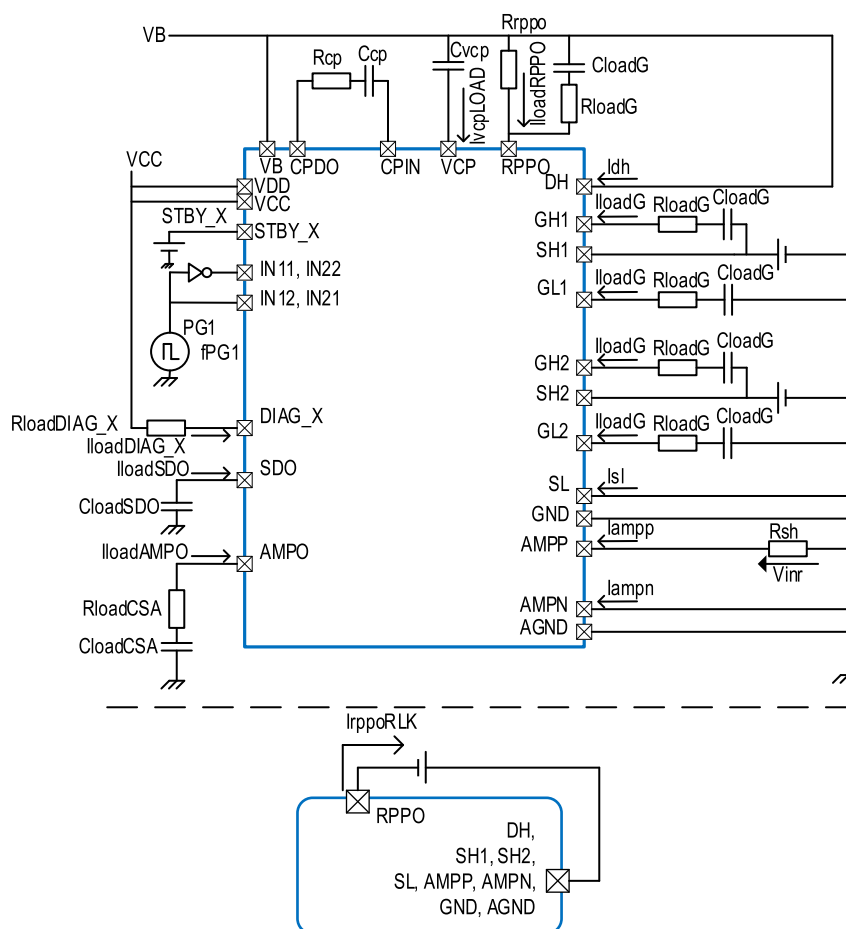 Rrppo
VB
Rcp
Ccp
Cvcp
IvcpLOAD
IloadRPPO
CloadG
RloadG
VCC
VB
CPDO
CPIN
VCP
RPPO
VDD
VCC
STBY_X
STBY_X
IN11, IN22
IN12, IN21
PG1
fPG1
DH
Idh
GH1
IloadG
RloadG
CloadG
SH1
GL1
IloadG
RloadG
CloadG
GH2
IloadG
RloadG
CloadG
SH2
GL2
IloadG
RloadG
CloadG
RloadDIAG_X
DIAG_X
IloadDIAG_X
IloadSDO
SDO
CloadSDO
SL
Isl
GND
IloadAMPO
AMPO
AMPP
Iampp
Rsh
Vinr
RloadCSA
CloadCSA
AMPN
Iampn
AGND
IrppoRLK
RPPO
DH,
SH1, SH2,
SL, AMPP, AMPN,
GND, AGND